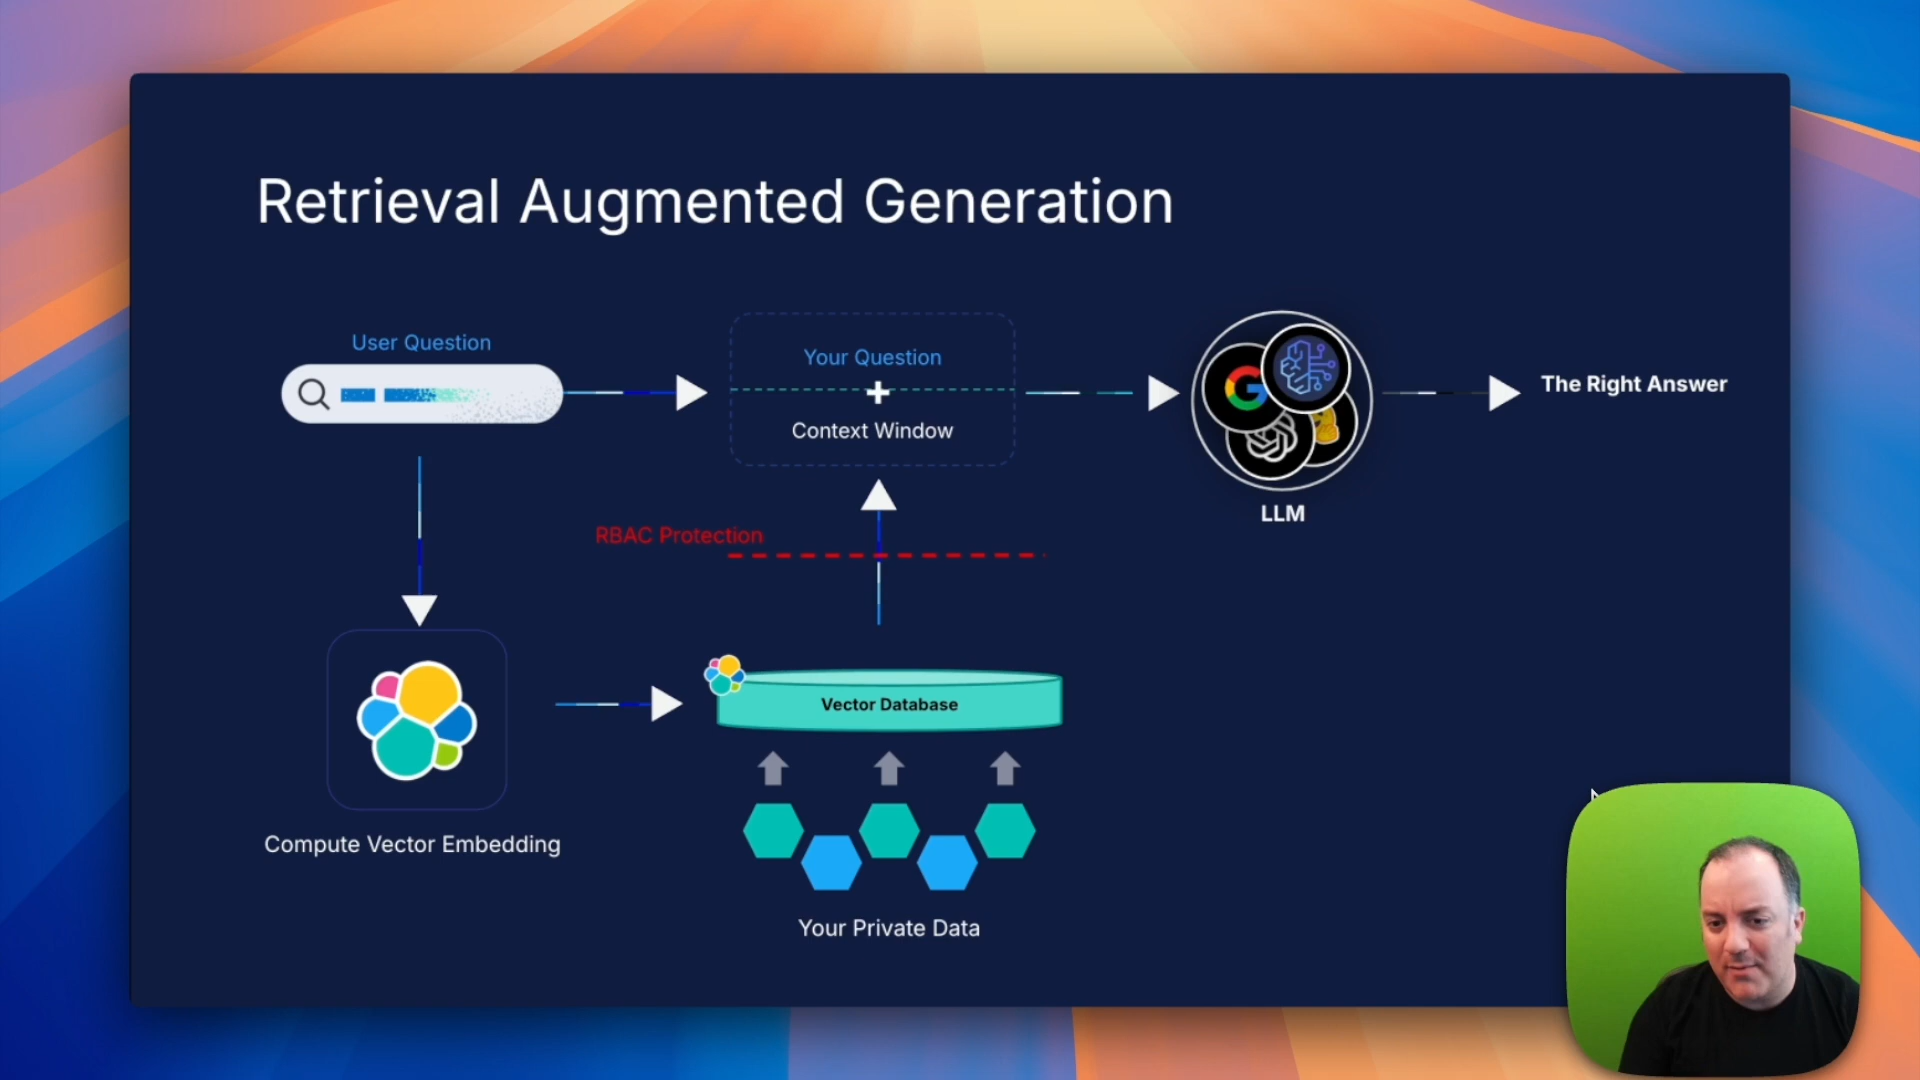 Retrieval Augmented Generation
User Question
Your Question
+
Context Window
The Right Answer
LLM
RBAC Protection
Vector Database
Compute Vector Embedding
Your Private Data